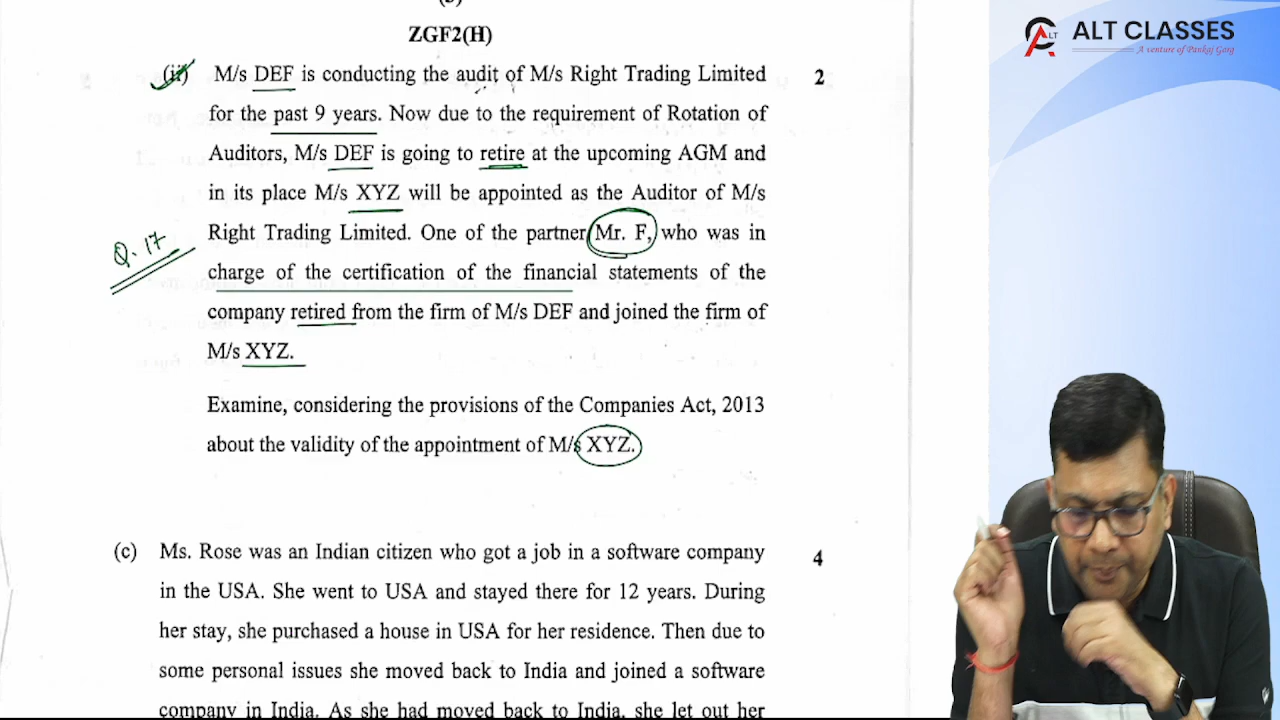 ZGF2(H)
ALT CLASSES
A venture of Pankaj Garg
(ii) M/s DEF is conducting the audit of M/s Right Trading Limited 2
for the past 9 years. Now due to the requirement of Rotation of
Auditors, M/s DEF is going to retire at the upcoming AGM and
in its place M/s XYZ will be appointed as the Auditor of M/s
Right Trading Limited. One of the partner Mr. F, who was in
Q.17
charge of the certification of the financial statements of the
company retired from the firm of M/s DEF and joined the firm of
M/s XYZ.
Examine, considering the provisions of the Companies Act, 2013
about the validity of the appointment of M/s XYZ.
(c) Ms. Rose was an Indian citizen who got a job in a software company 4
in the USA. She went to USA and stayed there for 12 years. During
her stay, she purchased a house in USA for her residence. Then due to
some personal issues she moved back to India and joined a software
company in India. As she had moved back to India, she let out her